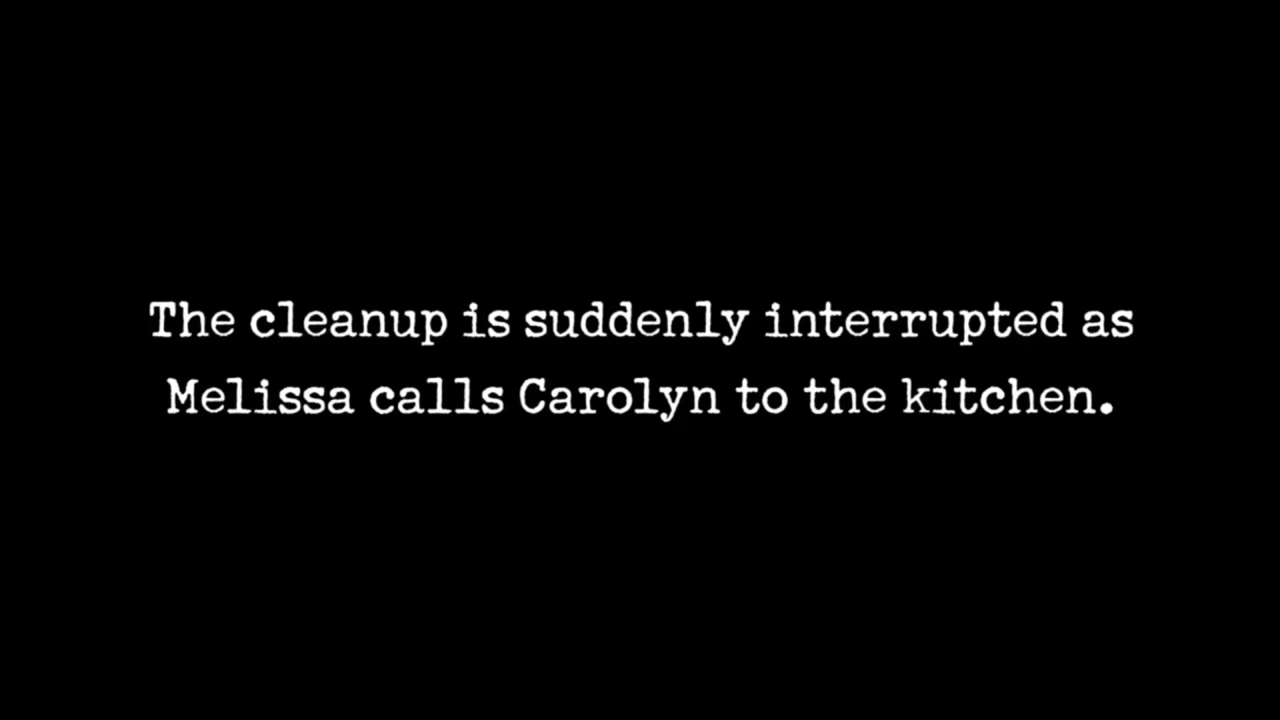 The cleanup is suddenly interrupted as
Melissa calls Carolyn to the kitchen.